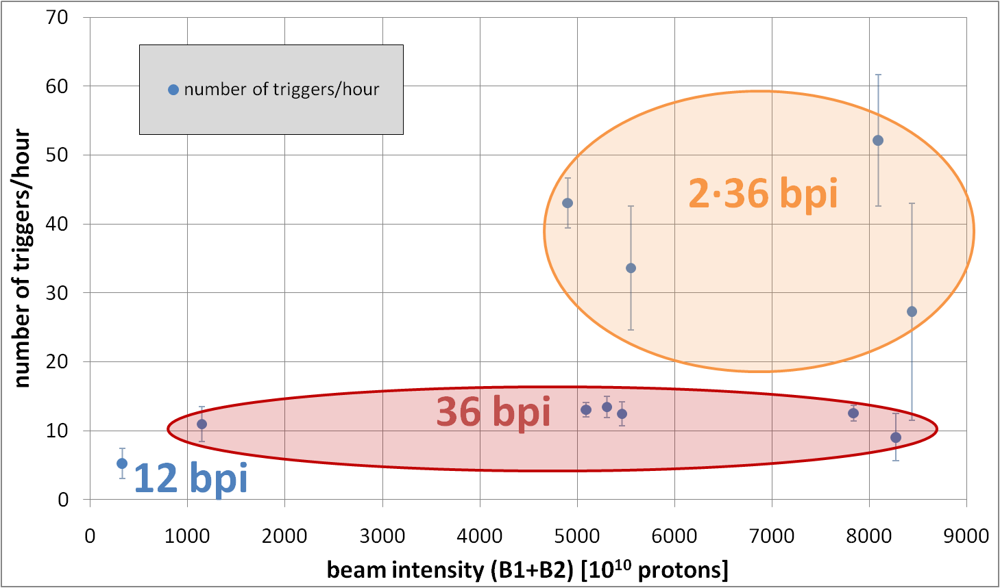 70
60
50
40
30
20
10
0
number of triggers/hour
number of triggers/hour
2·36 bpi
36 bpi
12 bpi
0 1000 2000 3000 4000 5000 6000 7000 8000 9000
beam intensity (B1+B2) [10¹⁰ protons]